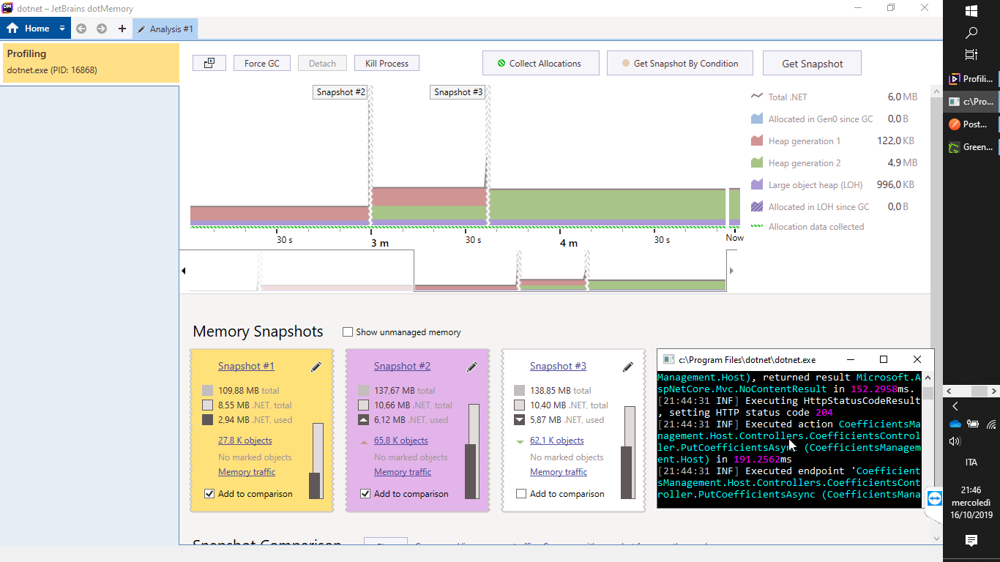 dotnet – JetBrains dotMemory
Home
Analysis #1
Profiling
dotnet.exe (PID: 16868)
Force GC
Detach
Kill Process
Collect Allocations
Get Snapshot By Condition
Get Snapshot
Snapshot #2
Snapshot #3
Total .NET 6,0 MB
Allocated in Gen0 since GC 0,0 B
Heap generation 1 122,0 KB
Heap generation 2 4,9 MB
Large object heap (LOH) 996,0 KB
Allocated in LOH since GC 0,0 B
Allocation data collected
30 s
3 m
30 s
4 m
30 s
Now
Memory Snapshots
Show unmanaged memory
Snapshot #1
109,88 MB total
8,55 MB .NET, total
2,94 MB .NET, used
27,8 K objects
No marked objects
Memory traffic
Add to comparison
Snapshot #2
137,67 MB total
10,66 MB .NET, total
6,12 MB .NET, used
65,8 K objects
No marked objects
Memory traffic
Add to comparison
Snapshot #3
138,85 MB total
10,40 MB .NET, total
5,87 MB .NET, used
62,1 K objects
No marked objects
Memory traffic
Add to comparison
c:\Program Files\dotnet\dotnet.exe
Management.Host), returned result Microsoft.A
spNetCore.Mvc.NoContentResult in 152.2958ms.
[21:44:31 INF] Executing HttpStatusCodeResult
, setting HTTP status code 204
[21:44:31 INF] Executed action CoefficientsMa
nagement.Host.Controllers.CoefficientsControl
ler.PutCoefficientsAsync (CoefficientsManagem
ent.Host) in 191.2562ms
[21:44:31 INF] Executed endpoint 'Coefficient
sManagement.Host.Controllers.CoefficientsCont
roller.PutCoefficientsAsync (CoefficientsMana
Snapshot Comparison
Profili...
c:\Pro...
Post...
Green...
ITA
21:46
mercoledì
16/10/2019